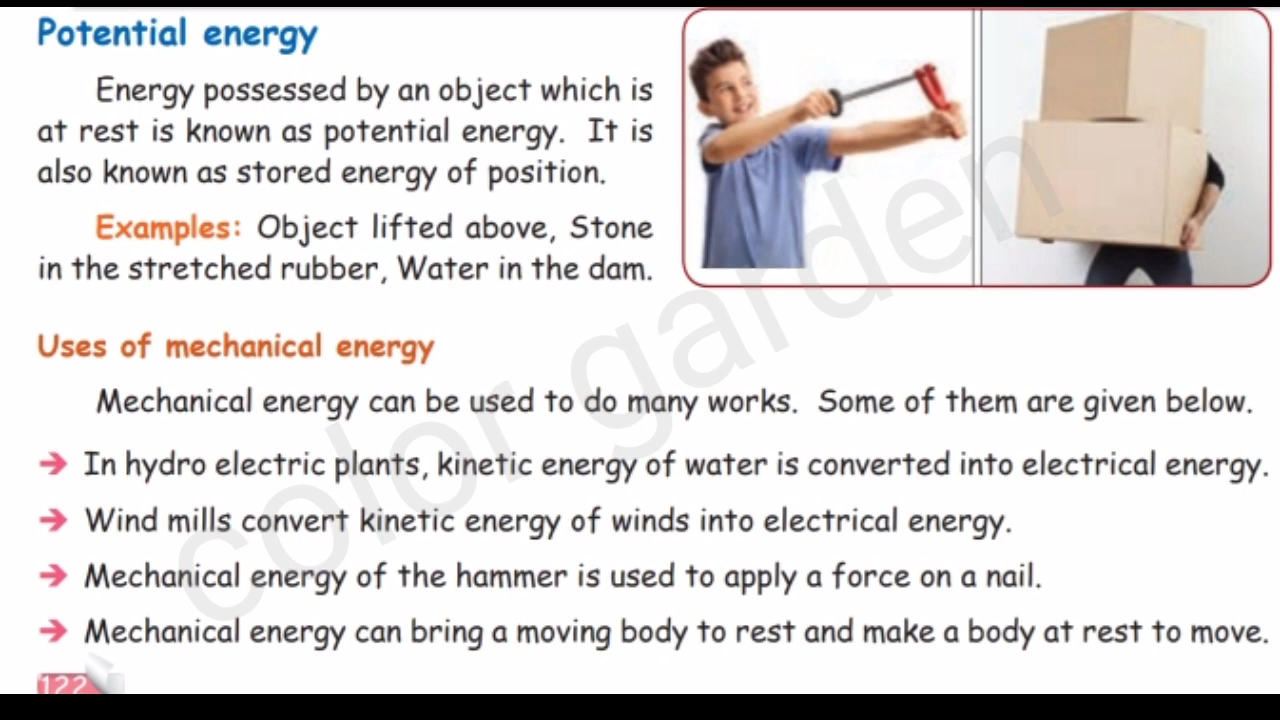 Potential energy
Energy possessed by an object which is
at rest is known as potential energy. It is
also known as stored energy of position.
Examples: Object lifted above, Stone
in the stretched rubber, Water in the dam.
Uses of mechanical energy
Mechanical energy can be used to do many works. Some of them are given below.
➔ In hydro electric plants, kinetic energy of water is converted into electrical energy.
➔ Wind mills convert kinetic energy of winds into electrical energy.
➔ Mechanical energy of the hammer is used to apply a force on a nail.
➔ Mechanical energy can bring a moving body to rest and make a body at rest to move.
122
color garden